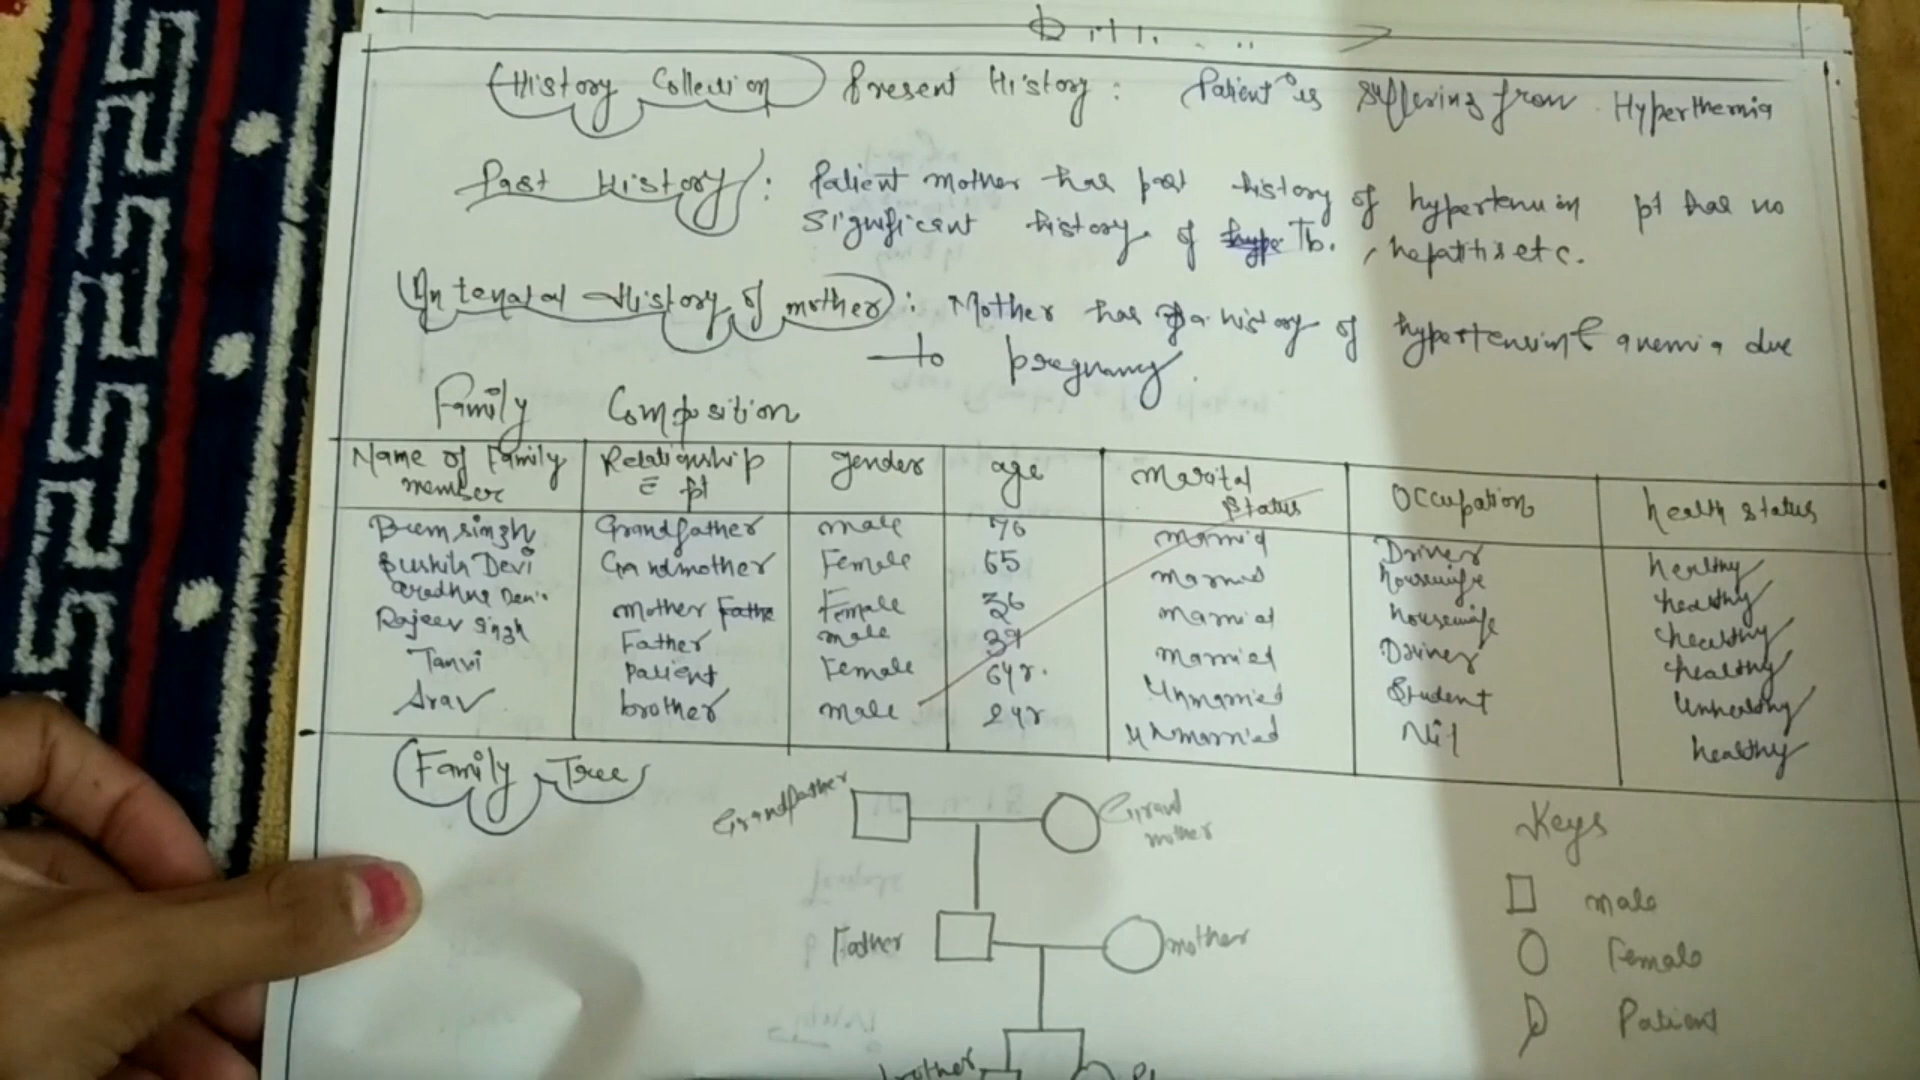 History Collection Present History : Patient is suffering from Hyperthermia
Past History : Patient mother has past history of hypertension pt has no
significant history of Tb. , hepatitis etc.
Antenatal History of mother : Mother has a history of hypertension & anemia due
to pregnancy.
Family Composition
Name of Family member Relationship c̄ pt gender age Marital Status Occupation health status
singh Grandfather male 70 Married Driver healthy
Devi Grandmother Female 65 Married housewife healthy
Devi mother Female 36 Married housewife healthy
Rajeev Singh Father male 39 Married Driver healthy
Tanvi Patient Female 6yr. Unmarried Student Unhealthy
Arav brother male 2yr Unmarried Nil healthy
Family Tree
Grandfather Grand mother
Father mother
brother
Keys
male
Female
Patient